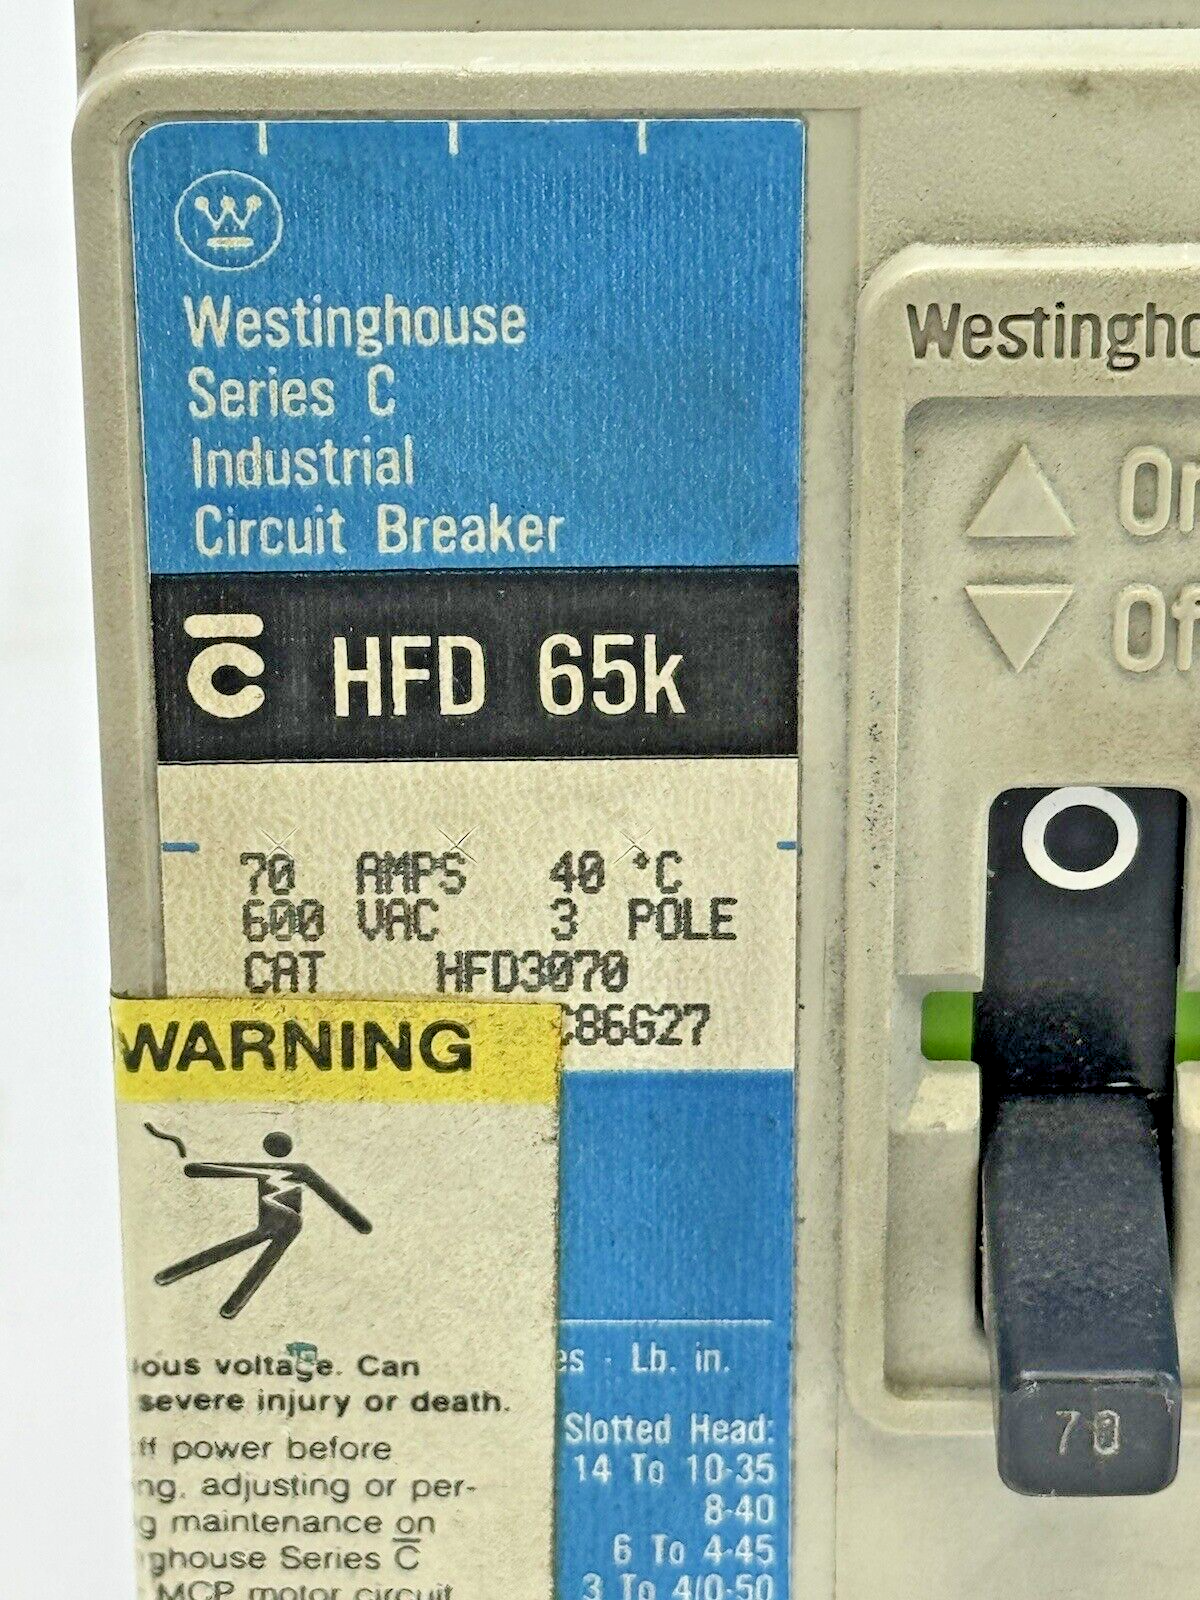 Westinghouse
Series C
Industrial
Circuit Breaker
C HFD 65k
70 AMPS 40 °C
600 VAC 3 POLE
CAT HFD3070
C86G27
WARNING
ous voltage. Can
severe injury or death.
power before
ng, adjusting or per-
g maintenance on
ghouse Series C
MCP motor circuit
es - Lb. in.
Slotted Head:
14 To 10-35
8-40
6 To 4-45
3 To 4/0-50
Westingho
On
Of
70